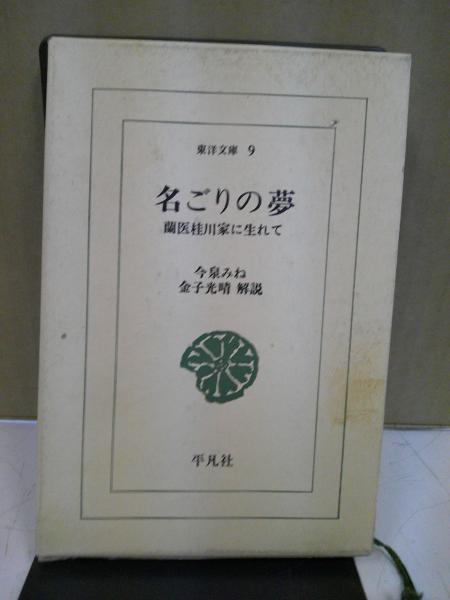 東洋文庫 9
名ごりの夢
蘭医桂川家に生れて
今泉みね
金子光晴 解説
平凡社